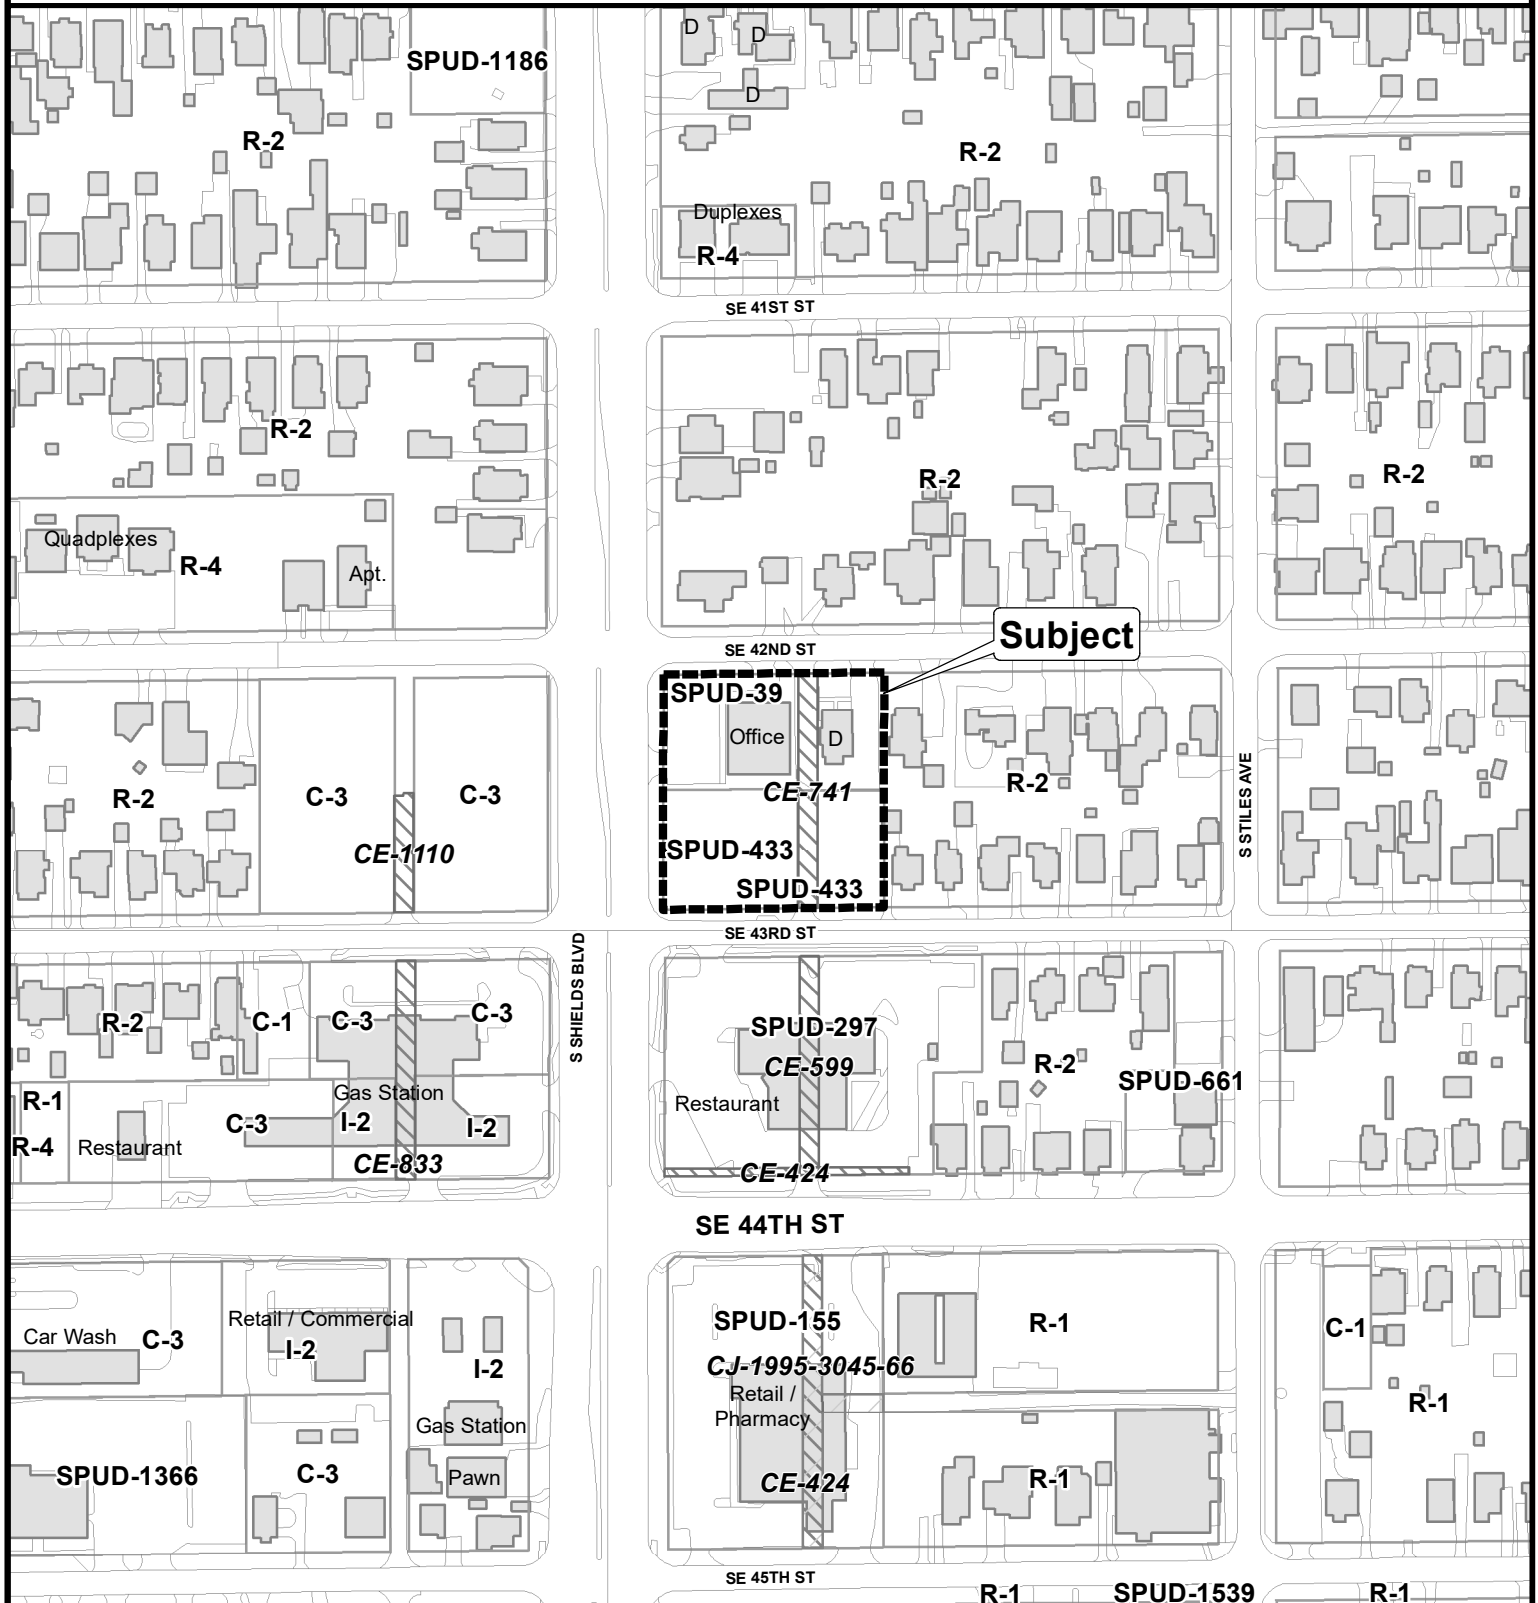 D
D
SPUD-1186
D
R-2
R-2
Duplexes
R-4
SE 41ST ST
R-2
R-2
R-2
Quadplexes
R-4
Apt.
Subject
SE 42ND ST
SPUD-39
Office
D
R-2
CE-741
C-3
C-3
R-2
S STILES AVE
CE-1110
SPUD-433
SPUD-433
SE 43RD ST
S SHIELDS BLVD
R-2
C-1
C-3
C-3
SPUD-297
CE-599
R-2
SPUD-661
Gas Station
R-1
Restaurant
C-3
I-2
I-2
R-4
Restaurant
CE-833
CE-424
SE 44TH ST
Retail / Commercial
SPUD-155
R-1
C-1
Car Wash
C-3
I-2
I-2
CJ-1995-3045-66
Retail /
Pharmacy
R-1
Gas Station
SPUD-1366
C-3
Pawn
CE-424
R-1
SE 45TH ST
R-1
SPUD-1539
R-1